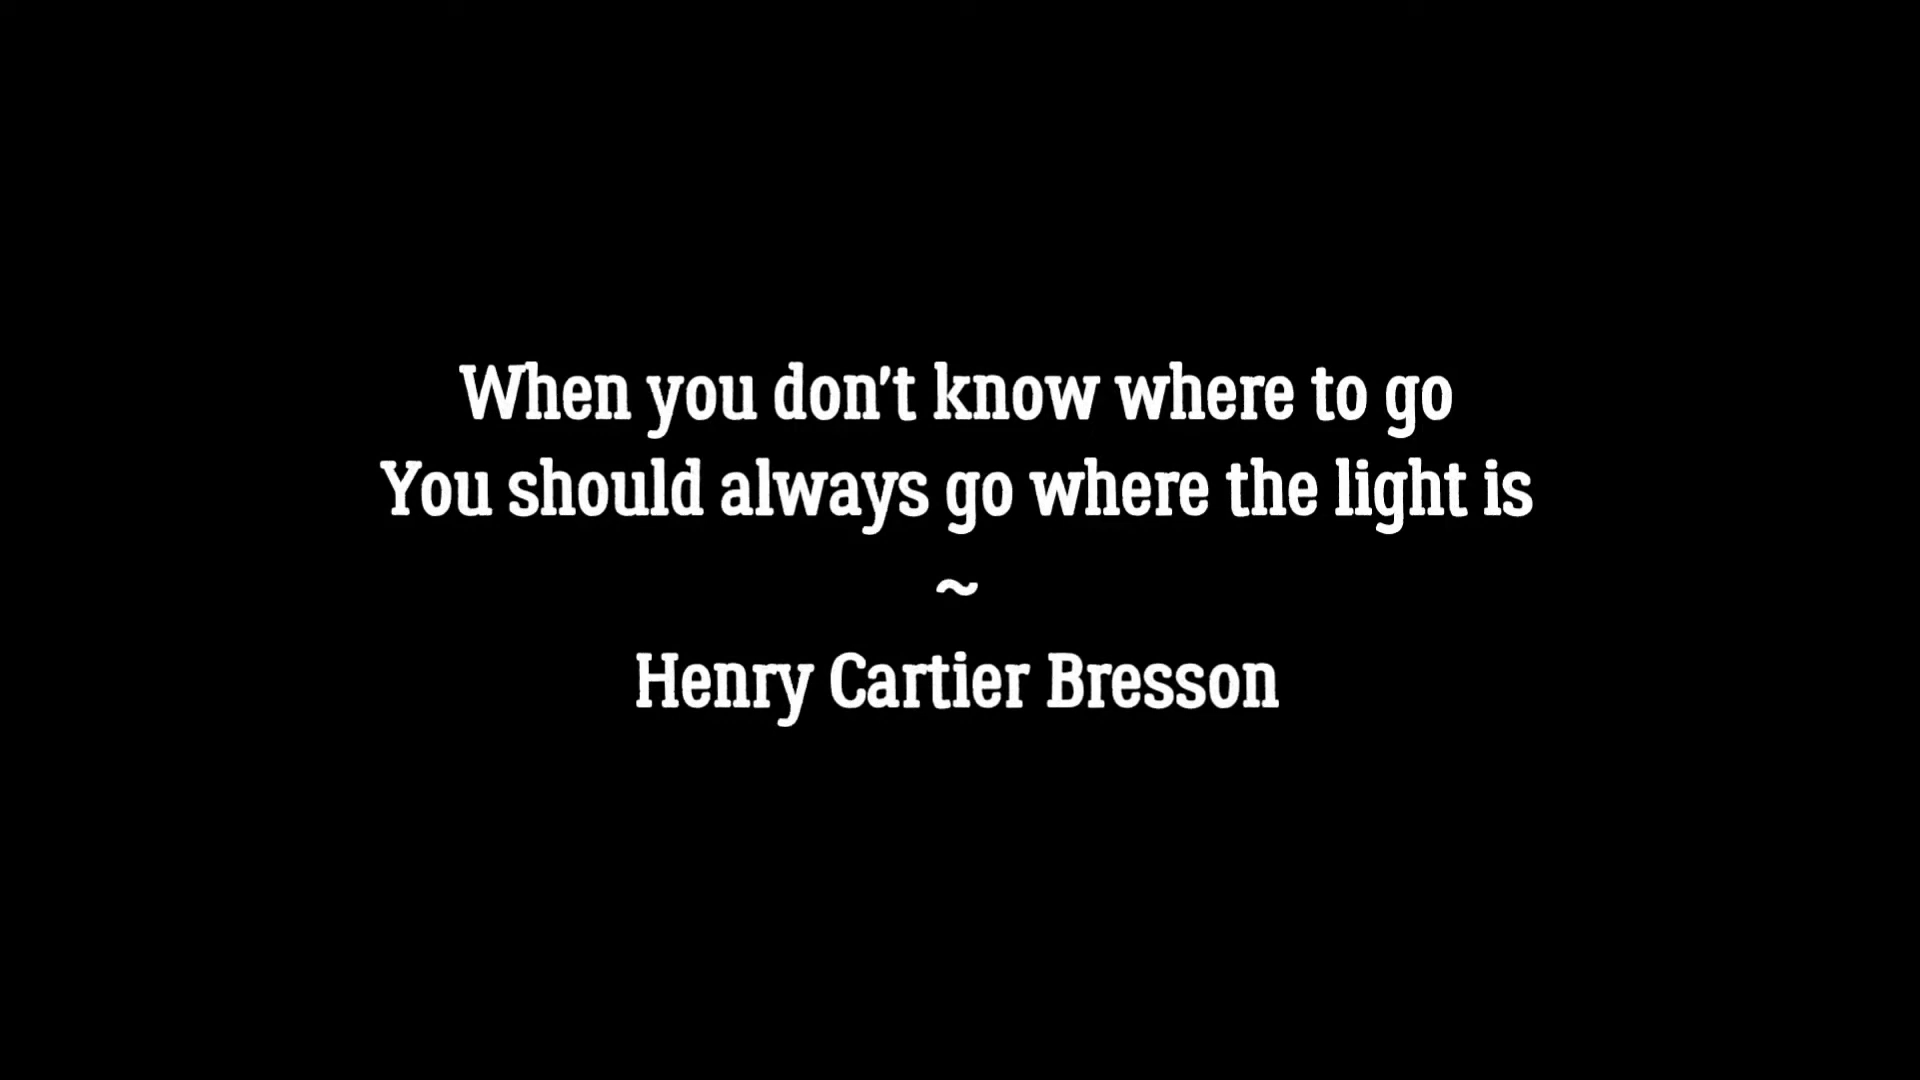 When you don't know where to go
You should always go where the light is
~
Henry Cartier Bresson